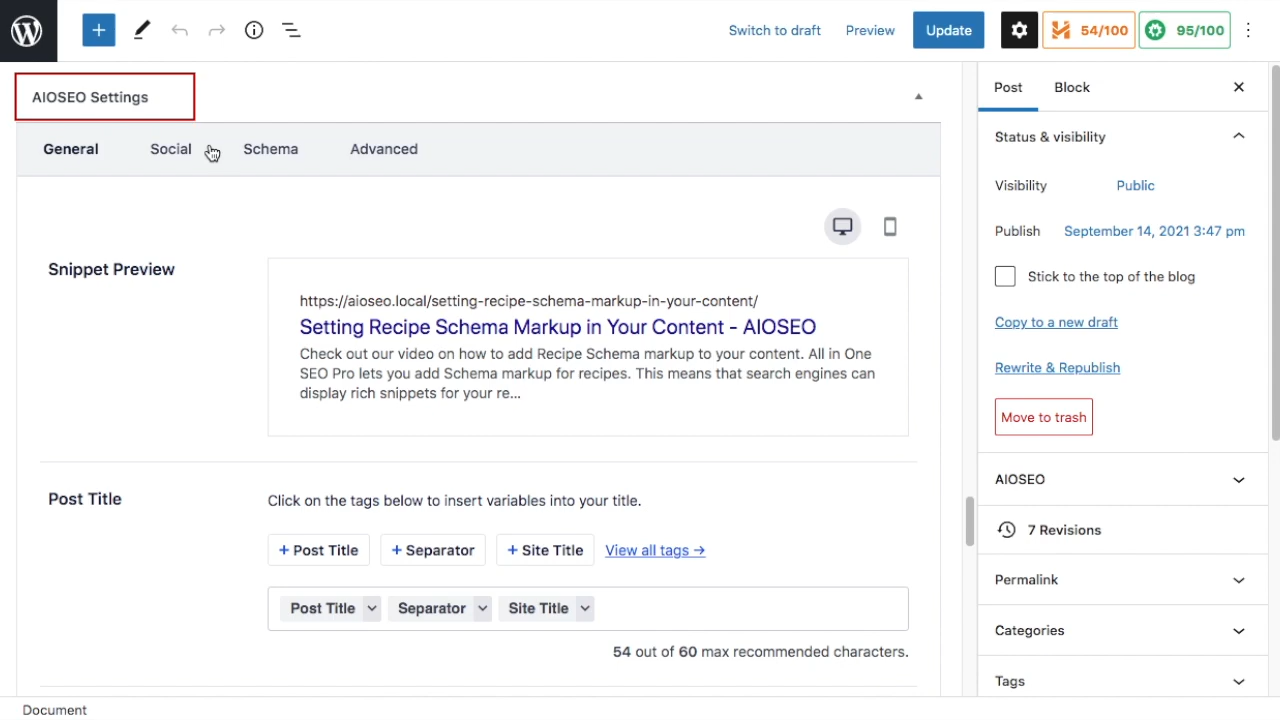 Switch to draft Preview Update 54/100 95/100
AIOSEO Settings
General Social Schema Advanced
Snippet Preview
https://aioseo.local/setting-recipe-schema-markup-in-your-content/
Setting Recipe Schema Markup in Your Content - AIOSEO
Check out our video on how to add Recipe Schema markup to your content. All in One
SEO Pro lets you add Schema markup for recipes. This means that search engines can
display rich snippets for your re...
Post Title
Click on the tags below to insert variables into your title.
+ Post Title + Separator + Site Title View all tags →
Post Title Separator Site Title
54 out of 60 max recommended characters.
Post Block
Status & visibility
Visibility Public
Publish September 14, 2021 3:47 pm
Stick to the top of the blog
Copy to a new draft
Rewrite & Republish
Move to trash
AIOSEO
7 Revisions
Permalink
Categories
Tags
Document